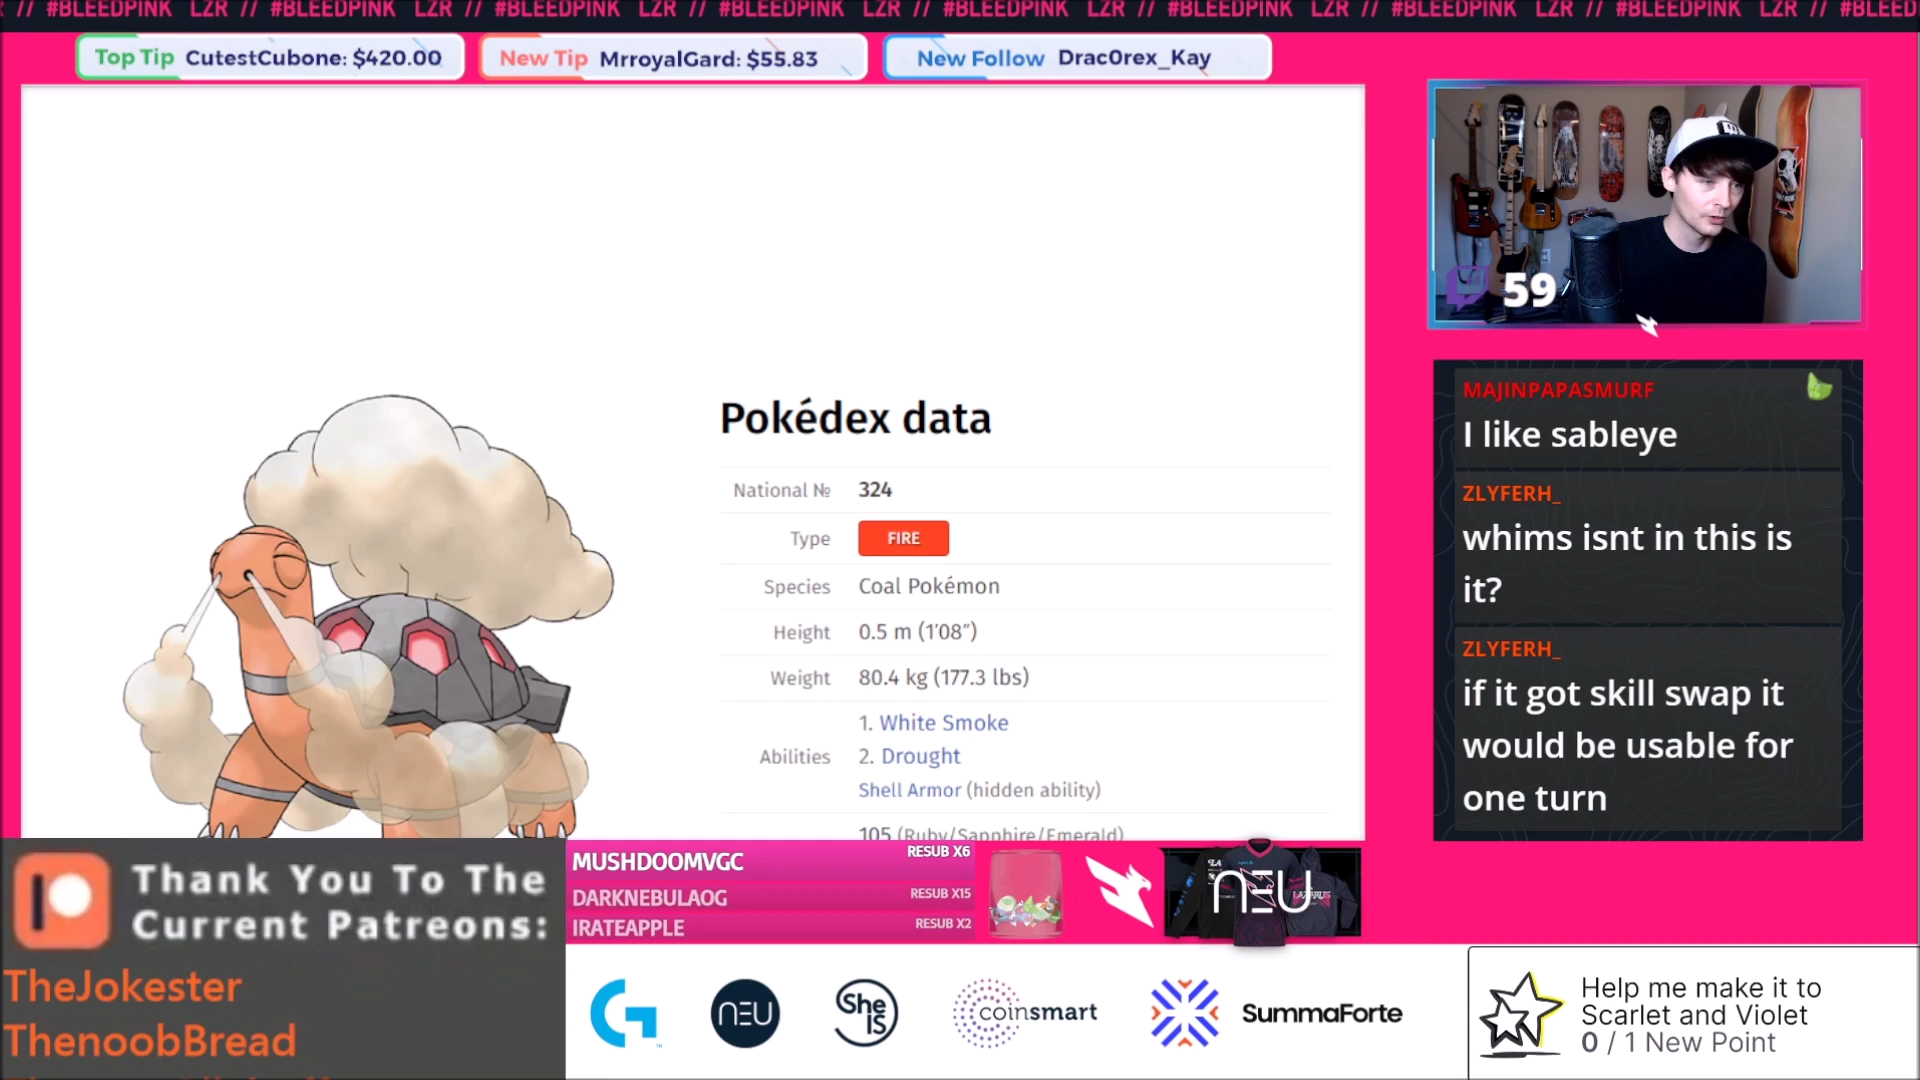 // #BLEEDPINK LZR // #BLEEDPINK LZR // #BLEEDPINK LZR // #BLEEDPINK LZR // #BLEEDPINK LZR // #BLEEDPINK LZR // #BLEEDPINK LZR // #BLEEDPINK LZR // #BLEED
Top Tip CutestCubone: $420.00
New Tip MrroyalGard: $55.83
New Follow Drac0rex_Kay
59
Pokédex data
National № 324
Type FIRE
Species Coal Pokémon
Height 0.5 m (1′08″)
Weight 80.4 kg (177.3 lbs)
Abilities
1. White Smoke
2. Drought
Shell Armor (hidden ability)
105 (Ruby/Sapphire/Emerald)
MAJINPAPASMURF
I like sableye
ZLYFERH_
whims isnt in this is
it?
ZLYFERH_
if it got skill swap it
would be usable for
one turn
Thank You To The
Current Patreons:
TheJokester
ThenoobBread
MUSHDOOMVGC RESUB X6
DARKNEBULAOG RESUB X15
IRATEAPPLE RESUB X2
NEU
NEU
She
IS
coinsmart
SummaForte
Help me make it to
Scarlet and Violet
0 / 1 New Point